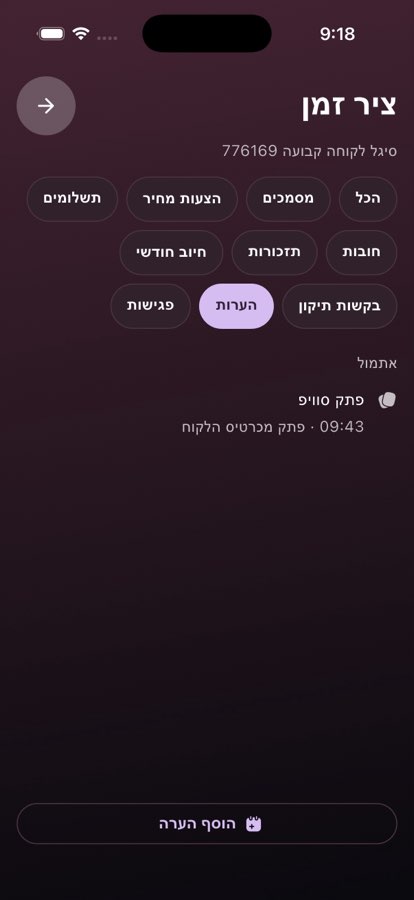 9:18
ציר זמן
סיגל לקוחה קבועה 776169
הכל מסמכים הצעות מחיר תשלומים
חובות תזכורות חיוב חודשי
בקשות תיקון הערות פגישות
אתמול
פתק סוויפ
09:43 · פתק מכרטיס הלקוח
הוסף הערה